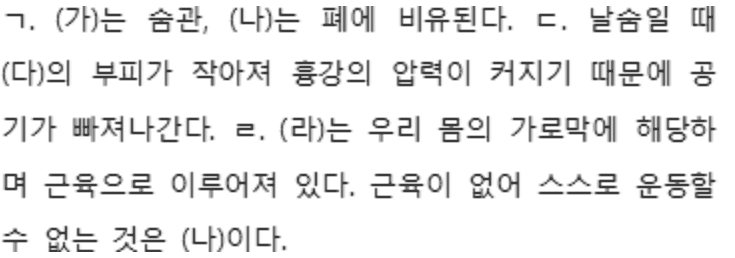 ㄱ. (가)는 숨관, (나)는 폐에 비유된다. ㄷ. 날숨일 때
(다)의 부피가 작아져 흉강의 압력이 커지기 때문에 공
기가 빠져나간다. ㄹ. (라)는 우리 몸의 가로막에 해당하
며 근육으로 이루어져 있다. 근육이 없어 스스로 운동할
수 없는 것은 (나)이다.